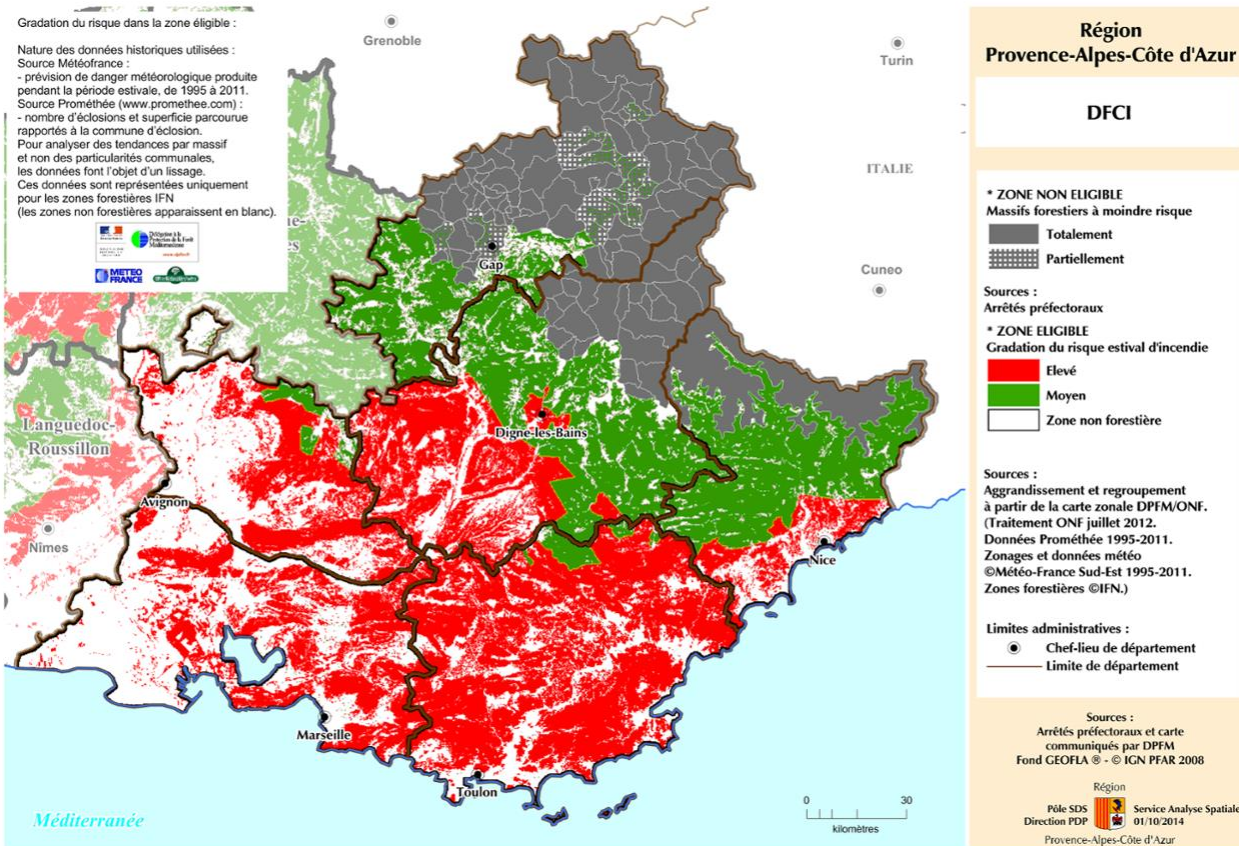 Gradation du risque dans la zone éligible :
Nature des données historiques utilisées :
Source Météofrance :
- prévision de danger météorologique produite
pendant la période estivale, de 1995 à 2011.
Source Prométhée (www.promethee.com) :
- nombre d'éclosions et superficie parcourue
rapportés à la commune d'éclosion.
Pour analyser des tendances par massif
et non des particularités communales,
les données font l'objet d'un lissage.
Ces données sont représentées uniquement
pour les zones forestières IFN
(les zones non forestières apparaissent en blanc).
METEO
FRANCE
Grenoble
Turin
ITALIE
Cuneo
Gap
Digne-les-Bains
Languedoc-
Roussillon
Avignon
Nîmes
Nice
Marseille
Toulon
Méditerranée
0 30
kilomètres
Région
Provence-Alpes-Côte d'Azur
DFCI
* ZONE NON ELIGIBLE
Massifs forestiers à moindre risque
Totalement
Partiellement
Sources :
Arrêtés préfectoraux
* ZONE ELIGIBLE
Gradation du risque estival d'incendie
Elevé
Moyen
Zone non forestière
Sources :
Aggrandissement et regroupement
à partir de la carte zonale DPFM/ONF.
(Traitement ONF juillet 2012.
Données Prométhée 1995-2011.
Zonages et données météo
©Météo-France Sud-Est 1995-2011.
Zones forestières ©IFN.)
Limites administratives :
Chef-lieu de département
Limite de département
Sources :
Arrêtés préfectoraux et carte
communiqués par DPFM
Fond GEOFLA ® - © IGN PFAR 2008
Région
Pôle SDS Service Analyse Spatiale
Direction PDP 01/10/2014
Provence-Alpes-Côte d'Azur